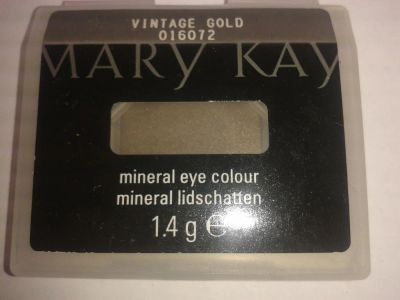 VINTAGE GOLD
016072
MARY KAY
mineral eye colour
mineral lidschatten
1.4 g ℮